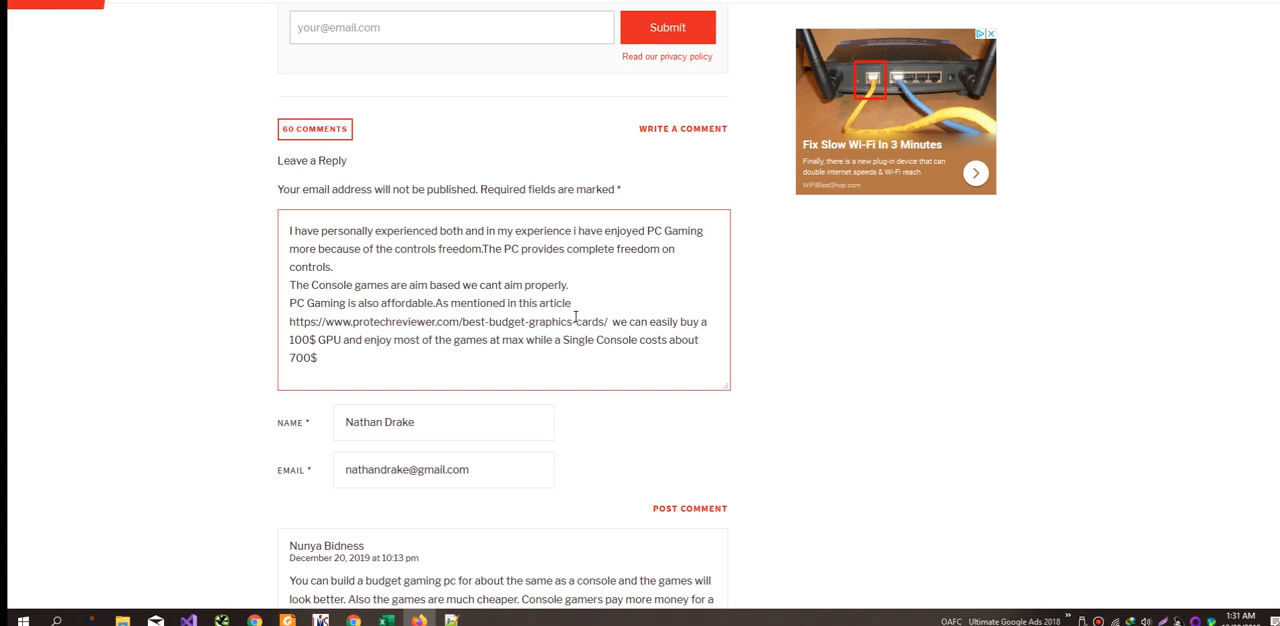 your@email.com
Submit
Read our privacy policy
Fix Slow Wi-Fi In 3 Minutes
Finally, there is a new plug-in device that can
double internet speeds & Wi-Fi reach.
WiFiBlastShop.com
60 COMMENTS
WRITE A COMMENT
Leave a Reply
Your email address will not be published. Required fields are marked *
I have personally experienced both and in my experience i have enjoyed PC Gaming
more because of the controls freedom.The PC provides complete freedom on
controls.
The Console games are aim based we cant aim properly.
PC Gaming is also affordable.As mentioned in this article
https://www.protechreviewer.com/best-budget-graphics-cards/ we can easily buy a
100$ GPU and enjoy most of the games at max while a Single Console costs about
700$
NAME * Nathan Drake
EMAIL * nathandrake@gmail.com
POST COMMENT
Nunya Bidness
December 20, 2019 at 10:13 pm
You can build a budget gaming pc for about the same as a console and the games will
look better. Also the games are much cheaper. Console gamers pay more money for a
OAFC Ultimate Google Ads 2018
1:31 AM